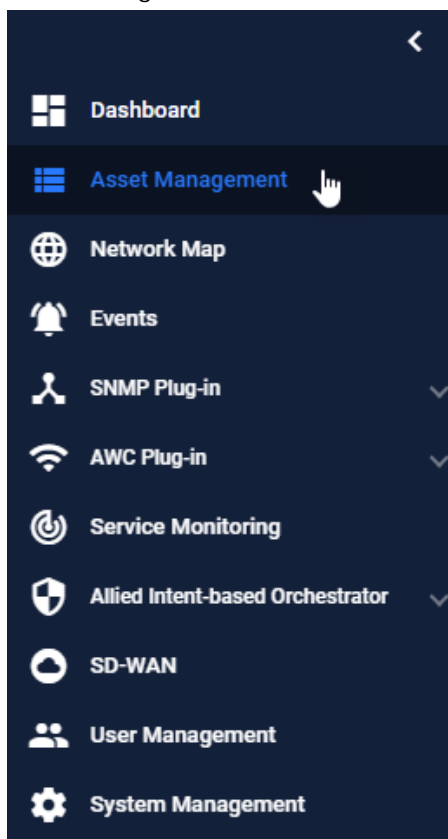 Dashboard
Asset Management
Network Map
Events
SNMP Plug-in
AWC Plug-in
Service Monitoring
Allied Intent-based Orchestrator
SD-WAN
User Management
System Management